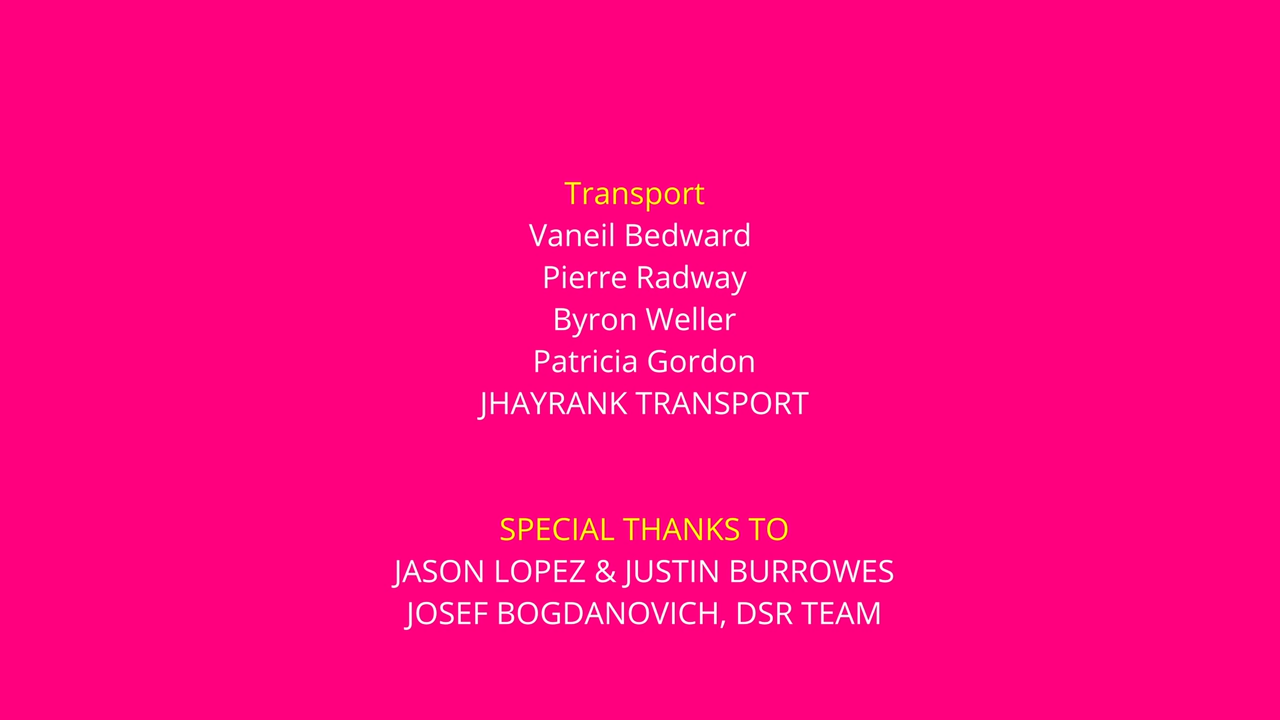 Transport
Vaneil Bedward
Pierre Radway
Byron Weller
Patricia Gordon
JHAYRANK TRANSPORT
SPECIAL THANKS TO
JASON LOPEZ & JUSTIN BURROWES
JOSEF BOGDANOVICH, DSR TEAM